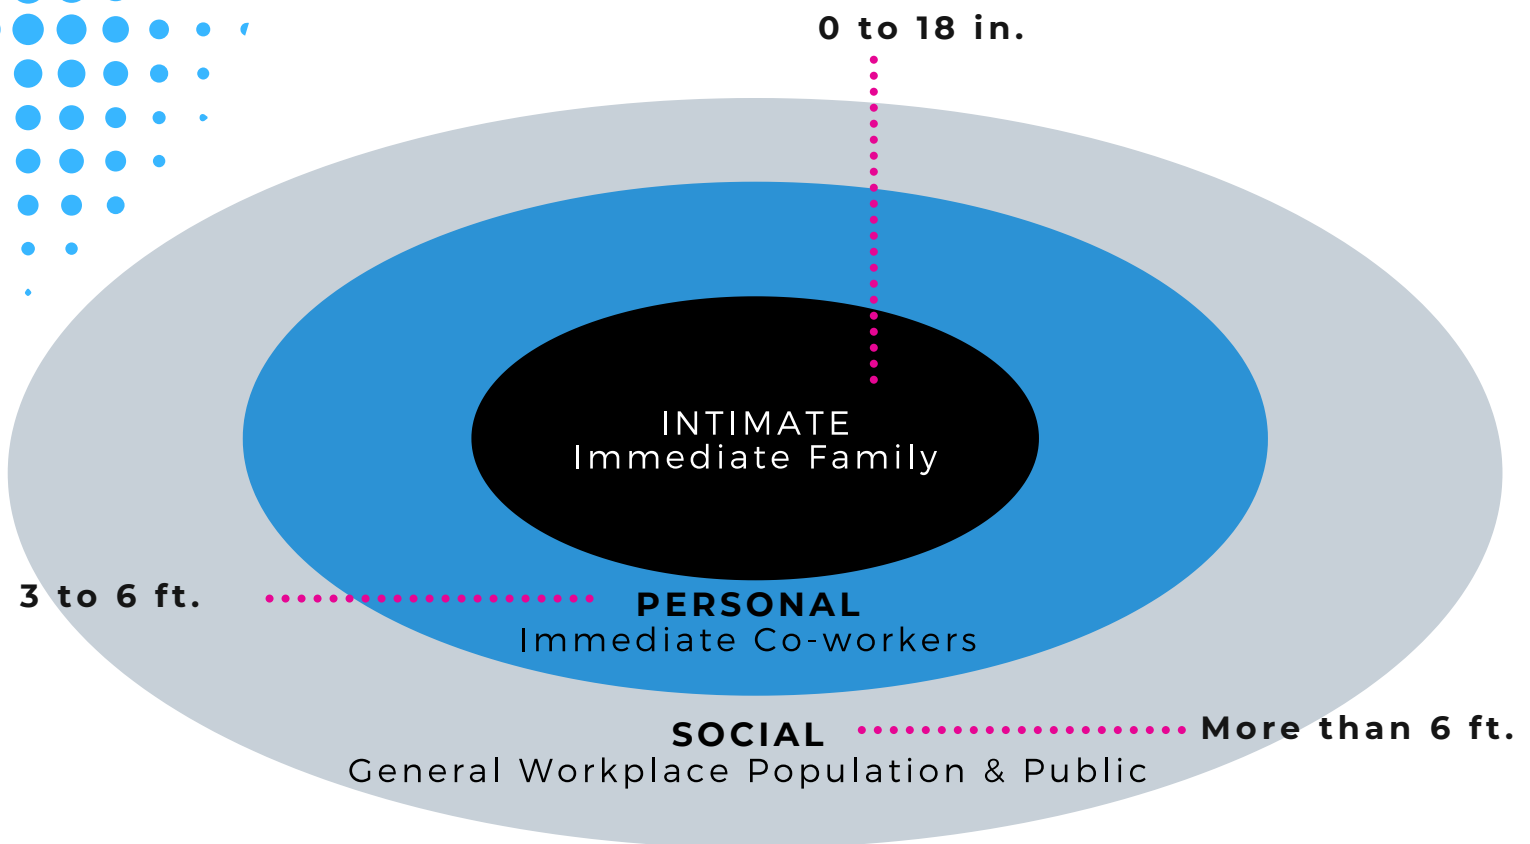 0 to 18 in.
INTIMATE
Immediate Family
3 to 6 ft.
PERSONAL
Immediate Co-workers
SOCIAL
More than 6 ft.
General Workplace Population & Public